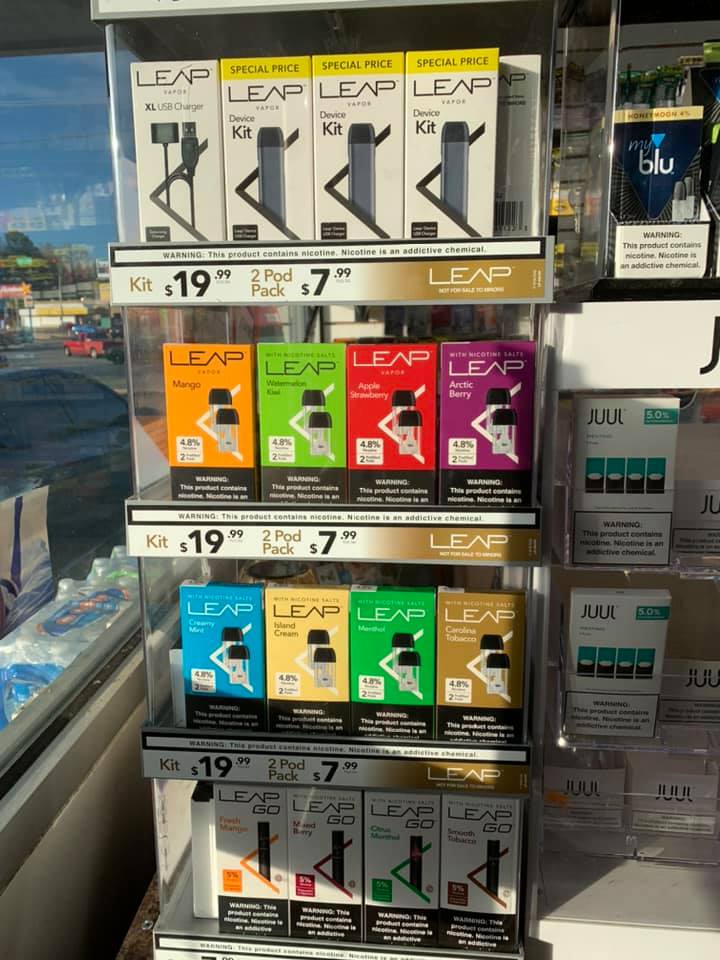 LEAP
VAPOR
XL USB Charger
SPECIAL PRICE
LEAP
VAPOR
Device
Kit
SPECIAL PRICE
LEAP
VAPOR
Device
Kit
SPECIAL PRICE
LEAP
VAPOR
Device
Kit
WARNING: This product contains nicotine. Nicotine is an addictive chemical.
Kit $19.99 2 Pod Pack $7.99 LEAP
NOT FOR SALE TO MINORS
HONEYMOON 4%
my
blu
WARNING:
This product contains
nicotine. Nicotine is
an addictive chemical.
LEAP
VAPOR
Mango
4.8%
2
WARNING:
This product contains
nicotine. Nicotine is an
WITH NICOTINE SALTS
LEAP
Watermelon
Kiwi
4.8%
2
WARNING:
This product contains
nicotine. Nicotine is an
LEAP
VAPOR
Apple
Strawberry
4.8%
2
WARNING:
This product contains
nicotine. Nicotine is an
WITH NICOTINE SALTS
LEAP
Arctic
Berry
4.8%
2
WARNING:
This product contains
nicotine. Nicotine is an
WARNING: This product contains nicotine. Nicotine is an addictive chemical.
Kit $19.99 2 Pod Pack $7.99 LEAP
NOT FOR SALE TO MINORS
JUUL
5.0%
WARNING:
This product contains
nicotine. Nicotine is an
addictive chemical.
WITH NICOTINE SALTS
LEAP
Creamy
Mint
4.8%
2
WARNING:
This product contains
nicotine. Nicotine is an
WITH NICOTINE SALTS
LEAP
Island
Cream
4.8%
2
WARNING:
This product contains
nicotine. Nicotine is an
WITH NICOTINE SALTS
LEAP
Menthol
4.8%
2
WARNING:
This product contains
nicotine. Nicotine is an
WITH NICOTINE SALTS
LEAP
Carolina
Tobacco
4.8%
2
WARNING:
This product contains
nicotine. Nicotine is an
WARNING: This product contains nicotine. Nicotine is an addictive chemical.
Kit $19.99 2 Pod Pack $7.99 LEAP
NOT FOR SALE TO MINORS
JUUL
5.0%
WARNING:
This product contains
nicotine. Nicotine is an
addictive chemical.
JUUL
JUUL
JUUL
LEAP
GO
Fresh
Mango
5%
WARNING: This
product contains
nicotine. Nicotine is
an addictive
LEAP
GO
Mixed
Berry
5%
WARNING: This
product contains
nicotine. Nicotine is
an addictive
WITH NICOTINE SALTS
LEAP
GO
Citrus
Menthol
5%
WARNING: This
product contains
nicotine. Nicotine is
an addictive
WITH NICOTINE SALTS
LEAP
GO
Smooth
Tobacco
5%
WARNING: This
product contains
nicotine. Nicotine is
an addictive
WARNING: This product contains nicotine. Nicotine is an addictive chemical.